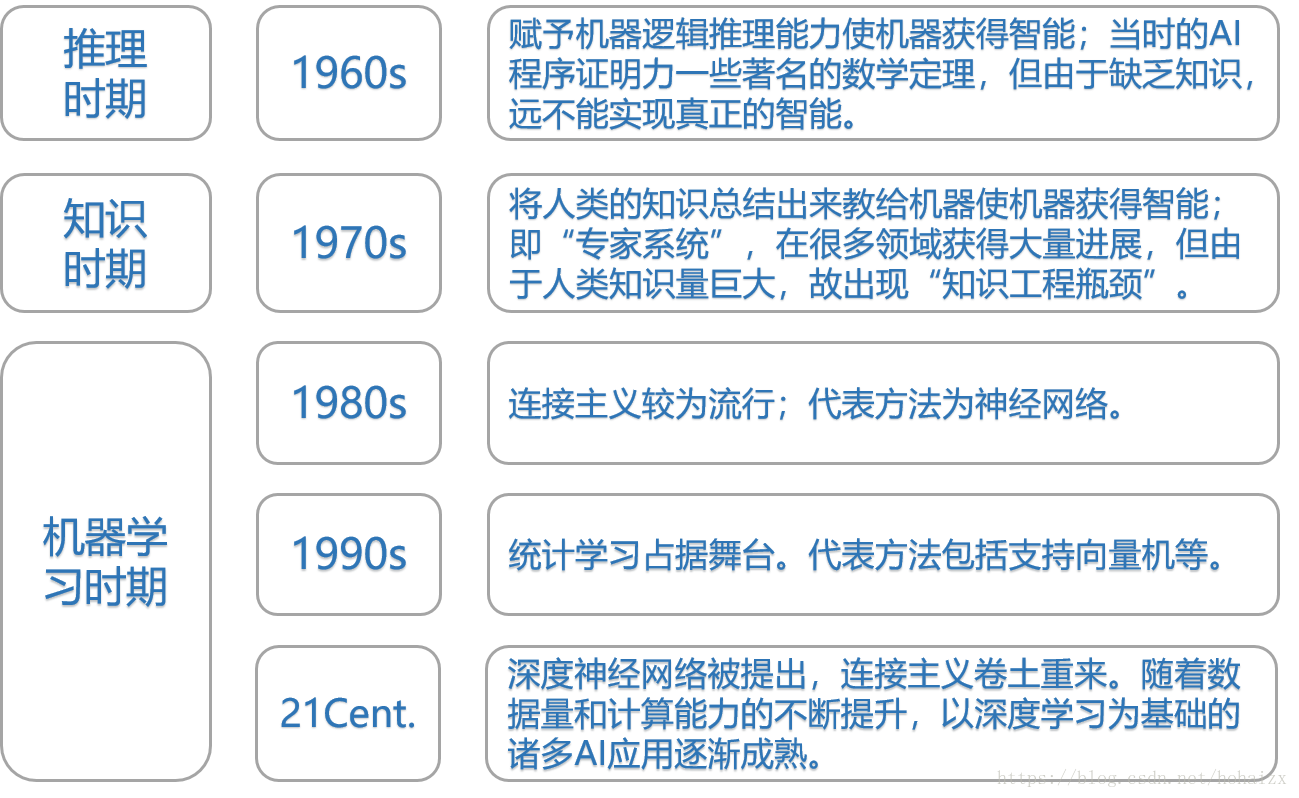 推理
时期
1960s
赋予机器逻辑推理能力使机器获得智能；当时的AI
程序证明力一些著名的数学定理，但由于缺乏知识，
远不能实现真正的智能。
知识
时期
1970s
将人类的知识总结出来教给机器使机器获得智能；
即“专家系统”，在很多领域获得大量进展，但由
于人类知识量巨大，故出现“知识工程瓶颈”。
机器学
习时期
1980s
连接主义较为流行；代表方法为神经网络。
1990s
统计学习占据舞台。代表方法包括支持向量机等。
21Cent.
深度神经网络被提出，连接主义卷土重来。随着数
据量和计算能力的不断提升，以深度学习为基础的
诸多AI应用逐渐成熟。
https://blog.csdn.net/hohaizx